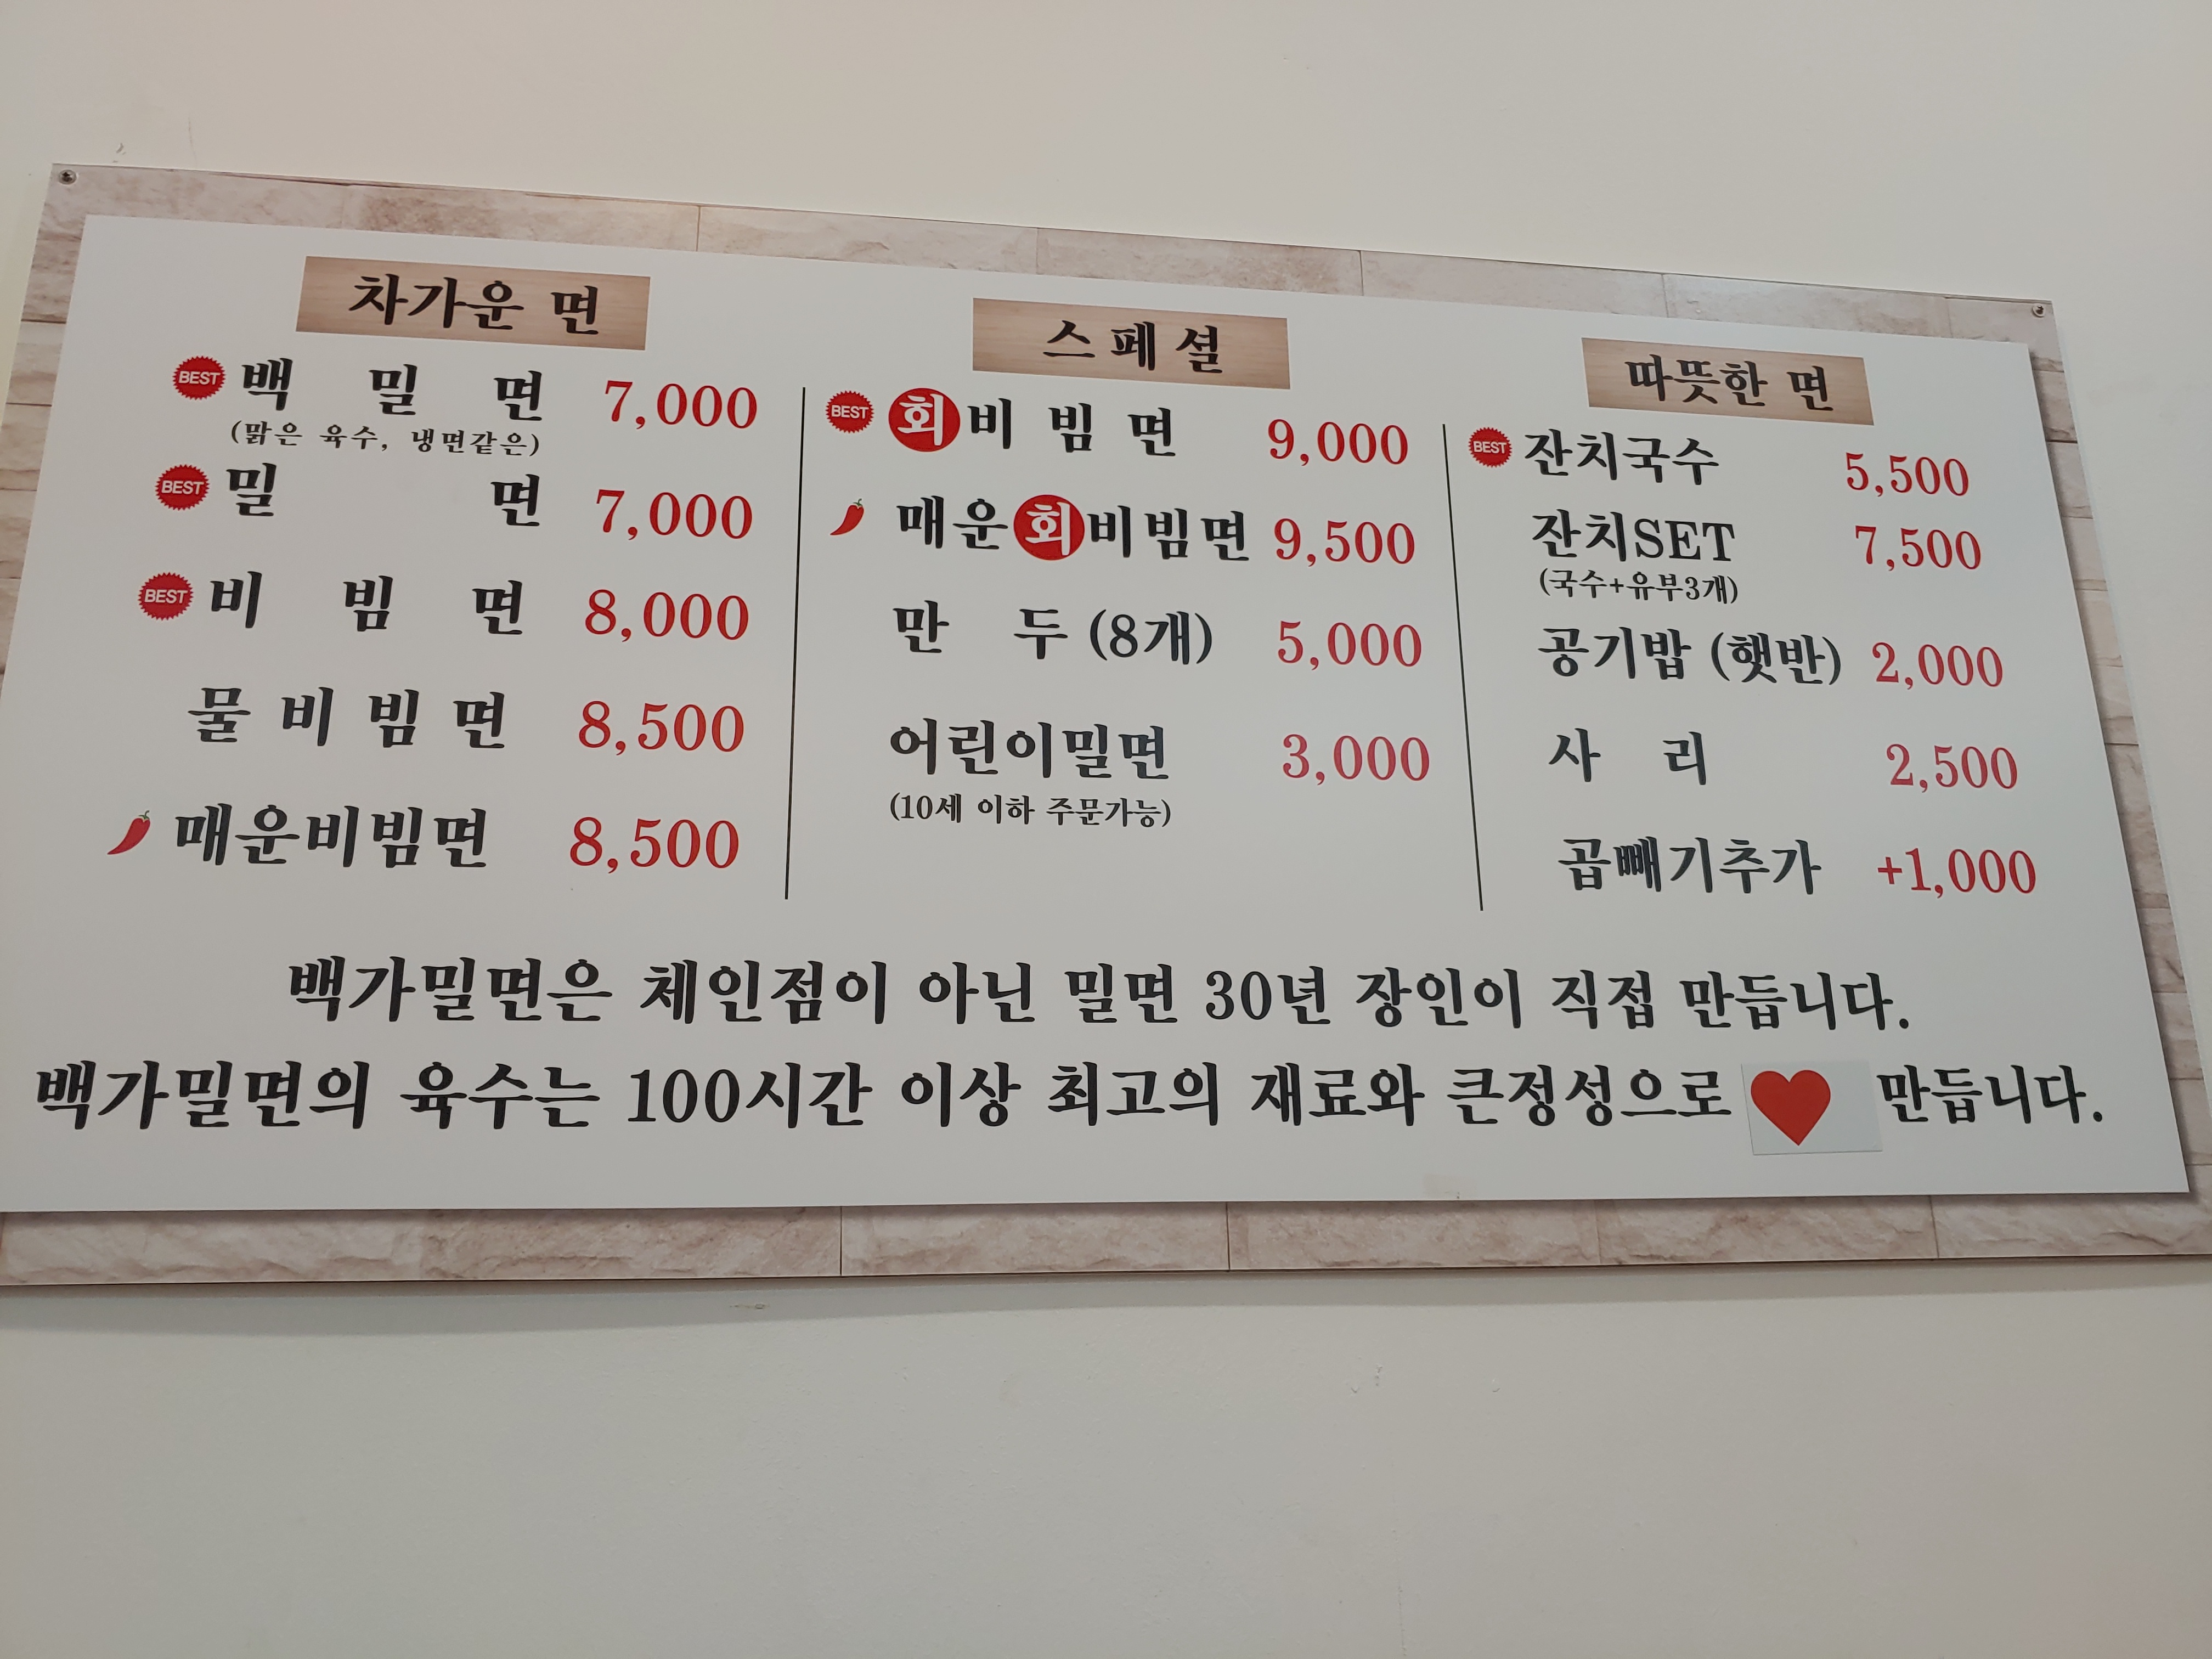 차가운 면
BEST 백 밀 면 7,000
(맑은 육수, 냉면같은)
BEST 밀 면 7,000
BEST 비 빔 면 8,000
물 비 빔 면 8,500
매운비빔면 8,500
스페셜
BEST 회비 빔 면 9,000
매운회비빔면 9,500
만 두 (8개) 5,000
어린이밀면 3,000
(10세 이하 주문가능)
따뜻한 면
BEST 잔치국수 5,500
잔치SET 7,500
(국수+유부3개)
공기밥 (햇반) 2,000
사 리 2,500
곱빼기추가 +1,000
백가밀면은 체인점이 아닌 밀면 30년 장인이 직접 만듭니다.
백가밀면의 육수는 100시간 이상 최고의 재료와 큰정성으로 ♥ 만듭니다.